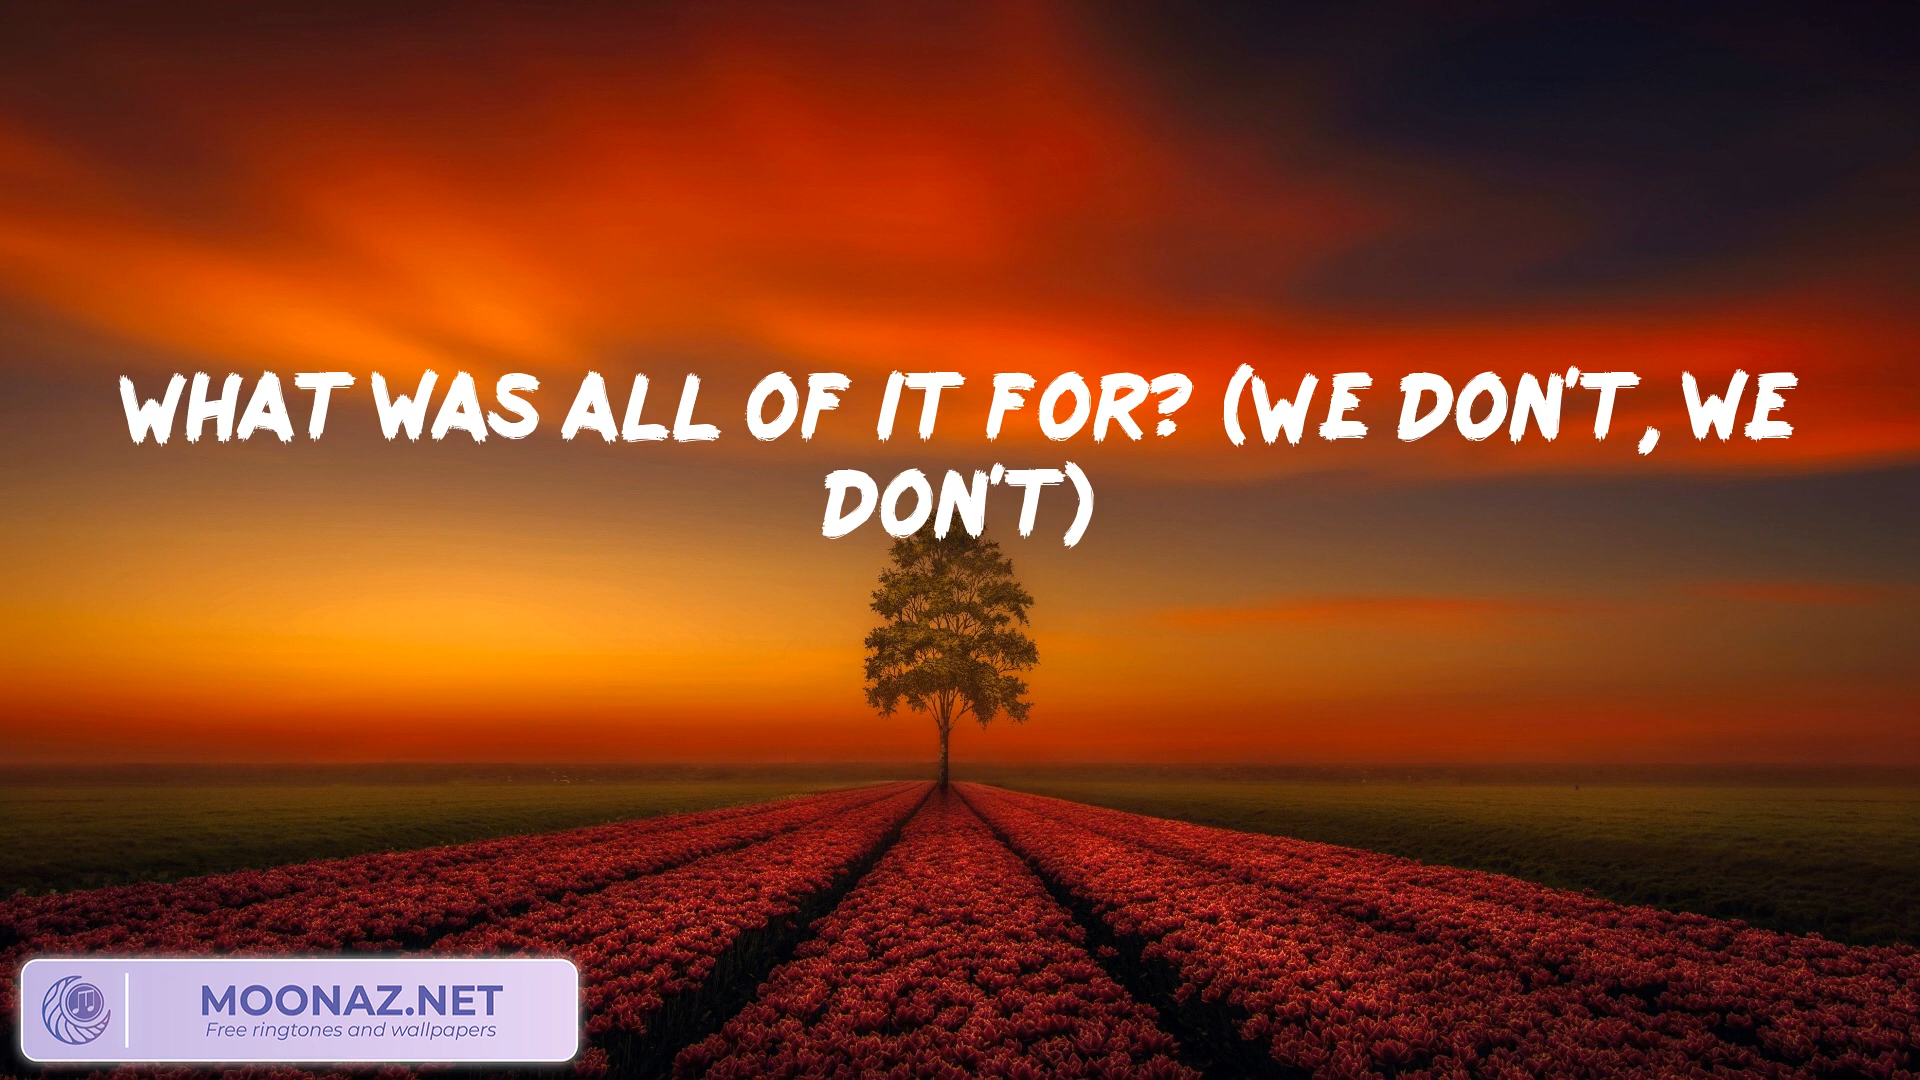 WHAT WAS ALL OF IT FOR? (WE DON'T, WE
DON'T)
MOONAZ.NET
Free ringtones and wallpapers